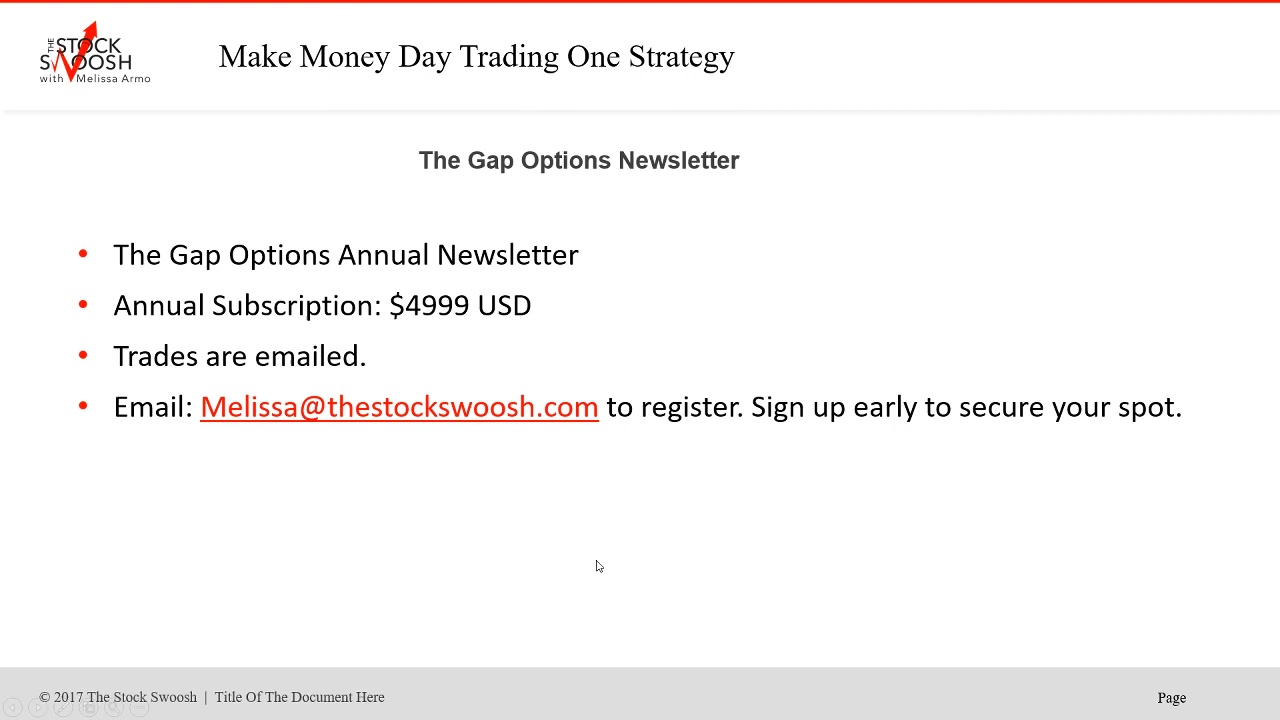 THE STOCK
SWOOSH
with Melissa Armo
Make Money Day Trading One Strategy
The Gap Options Newsletter
• The Gap Options Annual Newsletter
• Annual Subscription: $4999 USD
• Trades are emailed.
• Email: Melissa@thestockswoosh.com to register. Sign up early to secure your spot.
© 2017 The Stock Swoosh | Title Of The Document Here
Page